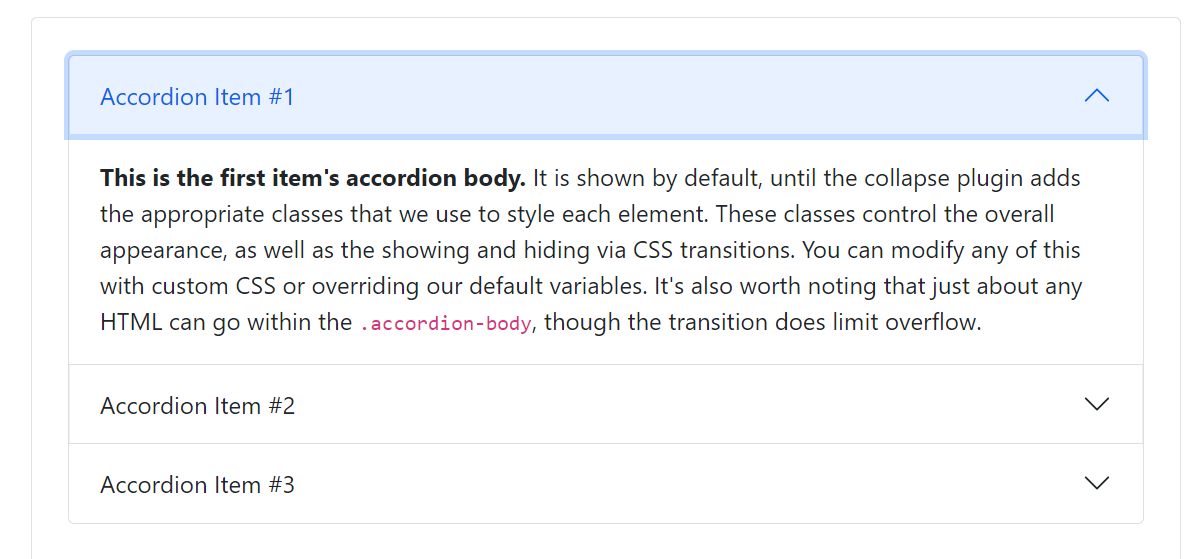 Accordion Item #1
This is the first item's accordion body. It is shown by default, until the collapse plugin adds
the appropriate classes that we use to style each element. These classes control the overall
appearance, as well as the showing and hiding via CSS transitions. You can modify any of this
with custom CSS or overriding our default variables. It's also worth noting that just about any
HTML can go within the .accordion-body, though the transition does limit overflow.
Accordion Item #2
Accordion Item #3